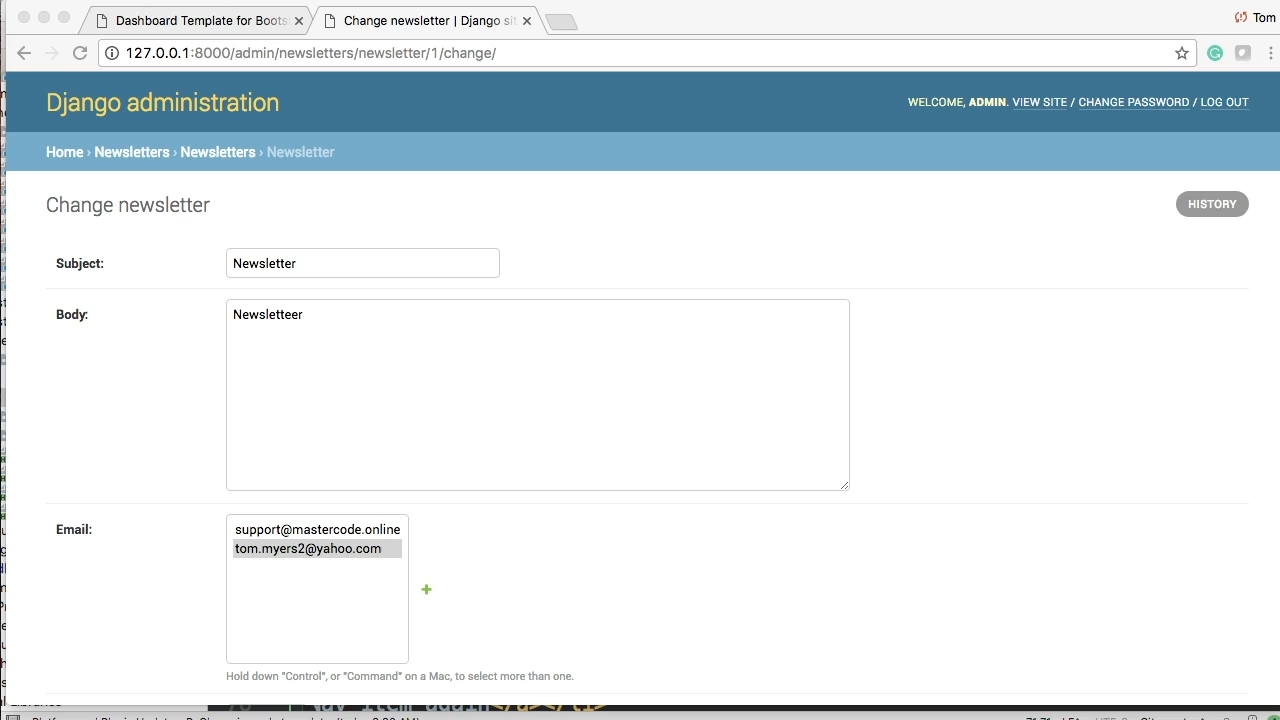 Dashboard Template for Boots
Change newsletter | Django sit
Tom
127.0.0.1:8000/admin/newsletters/newsletter/1/change/
Django administration
WELCOME, ADMIN. VIEW SITE / CHANGE PASSWORD / LOG OUT
Home › Newsletters › Newsletters › Newsletter
Change newsletter
HISTORY
Subject:
Newsletter
Body:
Newsletteer
Email:
support@mastercode.online
tom.myers2@yahoo.com
Hold down "Control", or "Command" on a Mac, to select more than one.